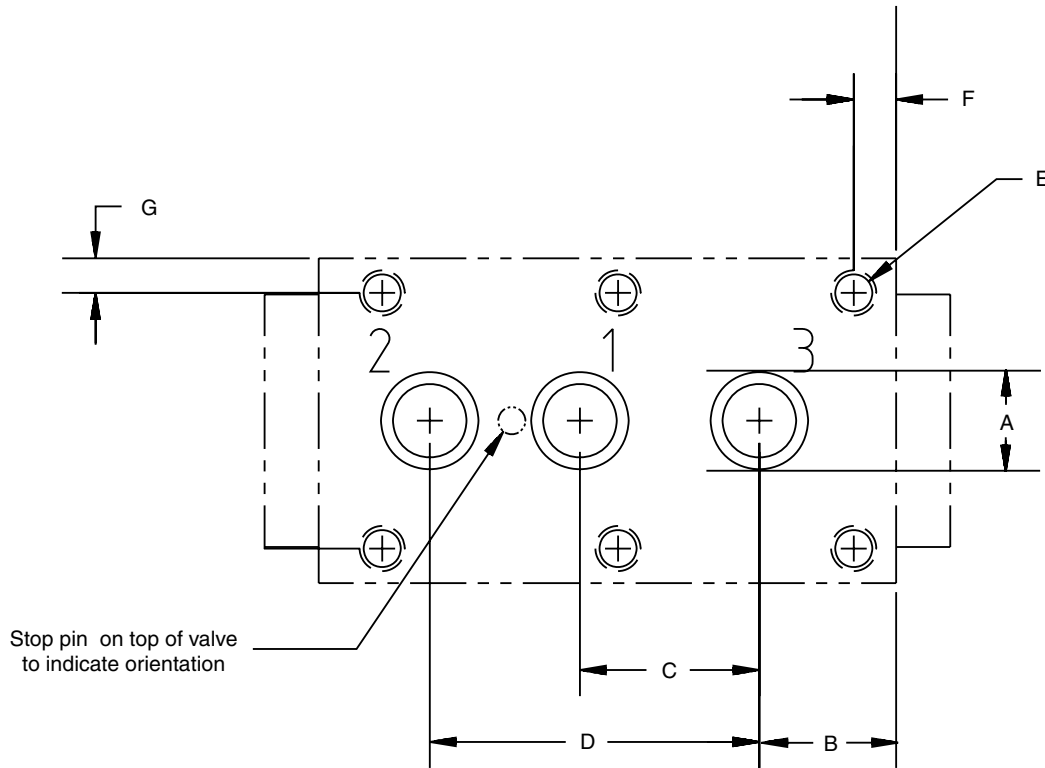 F
E
G
2
1
3
A
Stop pin on top of valve
to indicate orientation
C
D
B